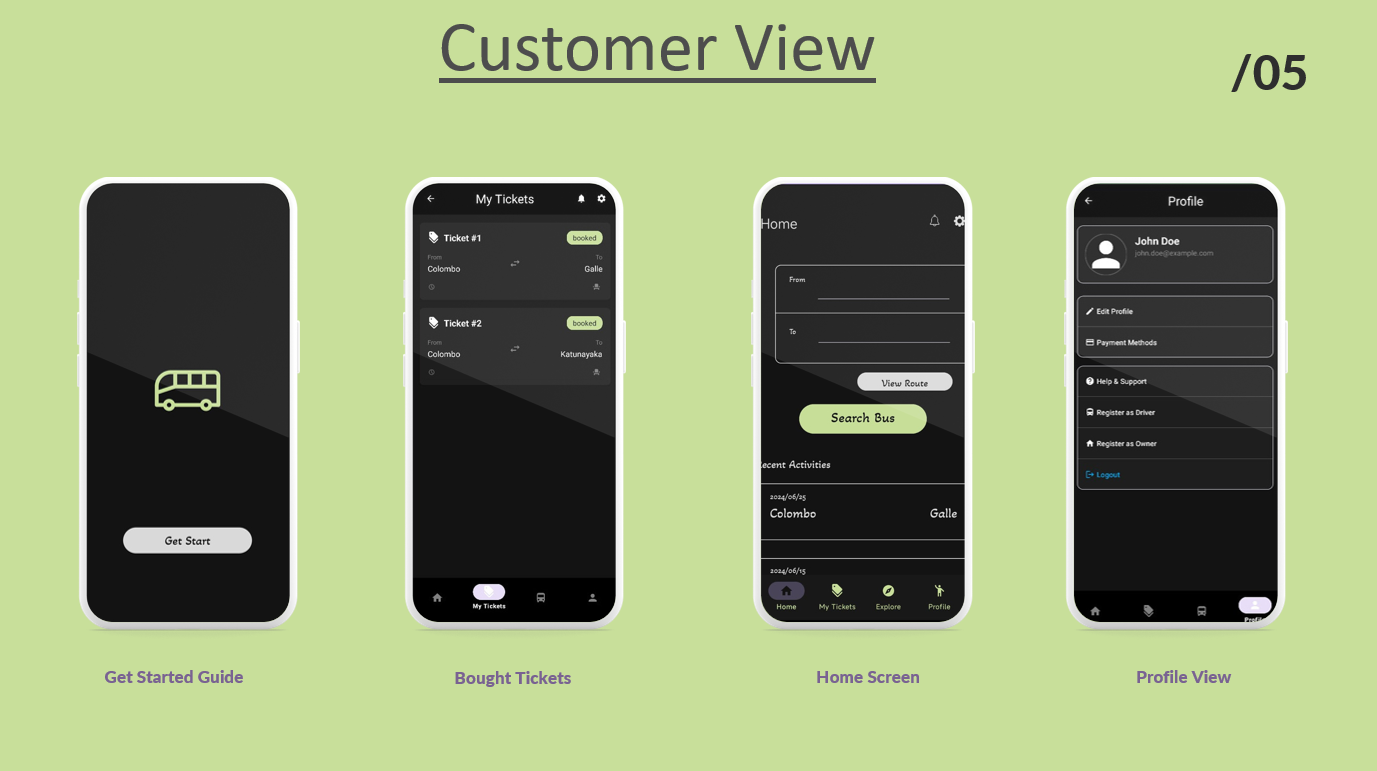 Customer View
/05
Get Start
Get Started Guide
My Tickets
Ticket #1
booked
From
To
Colombo
Galle
Ticket #2
booked
From
To
Colombo
Katunayaka
My Tickets
Bought Tickets
Home
From
To
View Route
Search Bus
ecent Activities
2024/06/25
Colombo
Galle
2024/06/15
Home
My Tickets
Explore
Profile
Home Screen
Profile
John Doe
john.doe@example.com
Edit Profile
Payment Methods
Help & Support
Register as Driver
Register as Owner
Logout
Profile
Profile View